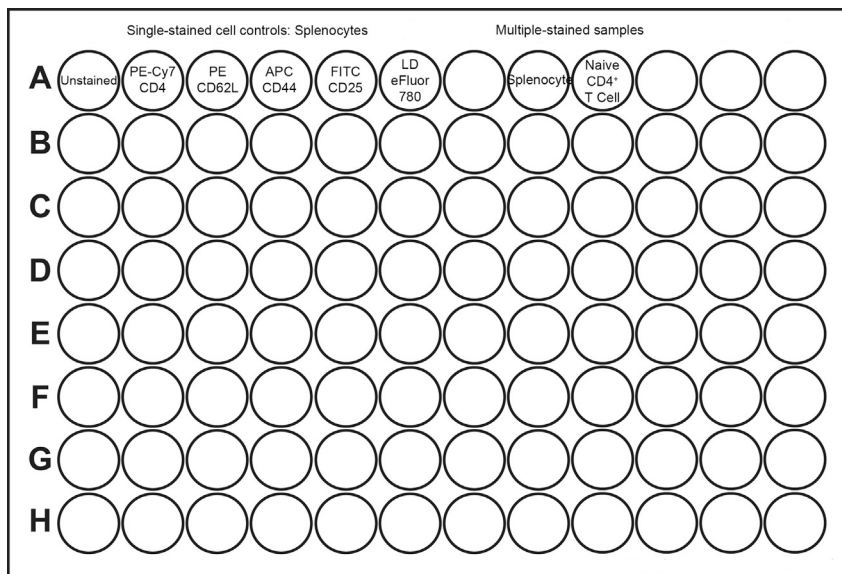 Single-stained cell controls: Splenocytes
Multiple-stained samples
A
Unstained
PE-Cy7
CD4
PE
CD62L
APC
CD44
FITC
CD25
LD
eFluor
780
Splenocyte
Naive
CD4⁺
T Cell
B
C
D
E
F
G
H